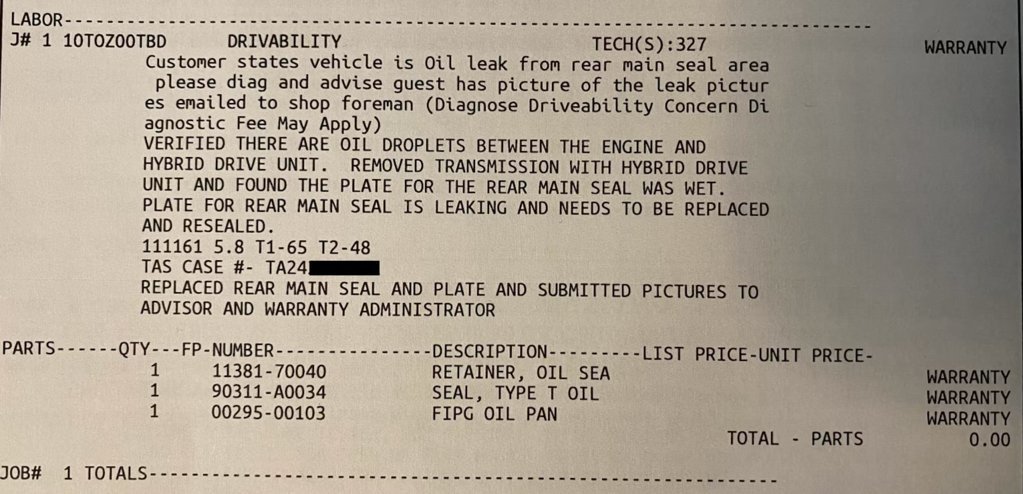 LABOR--------------------------------------------------------------------------------
J# 1 10TOZ00TBD DRIVABILITY TECH(S):327 WARRANTY
Customer states vehicle is Oil leak from rear main seal area
please diag and advise guest has picture of the leak pictur
es emailed to shop foreman (Diagnose Driveability Concern Di
agnostic Fee May Apply)
VERIFIED THERE ARE OIL DROPLETS BETWEEN THE ENGINE AND
HYBRID DRIVE UNIT. REMOVED TRANSMISSION WITH HYBRID DRIVE
UNIT AND FOUND THE PLATE FOR THE REAR MAIN SEAL WAS WET.
PLATE FOR REAR MAIN SEAL IS LEAKING AND NEEDS TO BE REPLACED
AND RESEALED.
111161 5.8 T1-65 T2-48
TAS CASE #- TA24
REPLACED REAR MAIN SEAL AND PLATE AND SUBMITTED PICTURES TO
ADVISOR AND WARRANTY ADMINISTRATOR
PARTS------QTY---FP-NUMBER---------------DESCRIPTION---------LIST PRICE-UNIT PRICE-
1 11381-70040 RETAINER, OIL SEA WARRANTY
1 90311-A0034 SEAL, TYPE T OIL WARRANTY
1 00295-00103 FIPG OIL PAN WARRANTY
TOTAL - PARTS 0.00
JOB# 1 TOTALS----------------------------------------------------------------